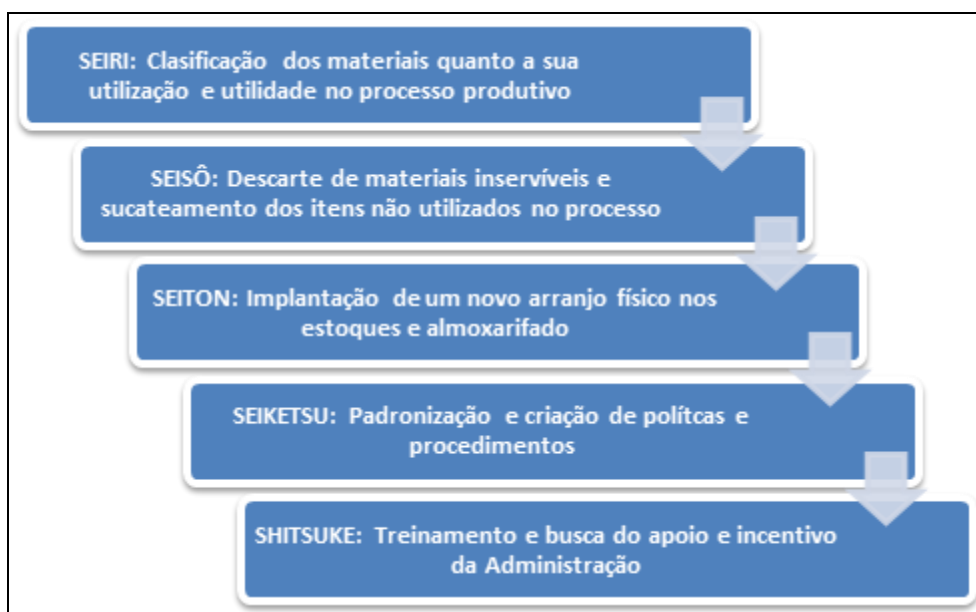 SEIRI: Clasificação dos materiais quanto a sua
utilização e utilidade no processo produtivo
SEISÔ: Descarte de materiais inservíveis e
sucateamento dos itens não utilizados no processo
SEITON: Implantação de um novo arranjo físico nos
estoques e almoxarifado
SEIKETSU: Padronização e criação de polítcas e
procedimentos
SHITSUKE: Treinamento e busca do apoio e incentivo
da Administração